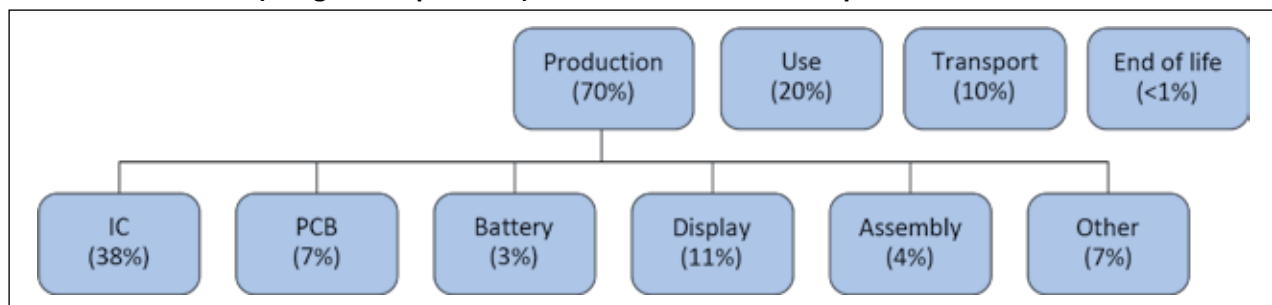 Production
(70%)
Use
(20%)
Transport
(10%)
End of life
(<1%)
IC
(38%)
PCB
(7%)
Battery
(3%)
Display
(11%)
Assembly
(4%)
Other
(7%)